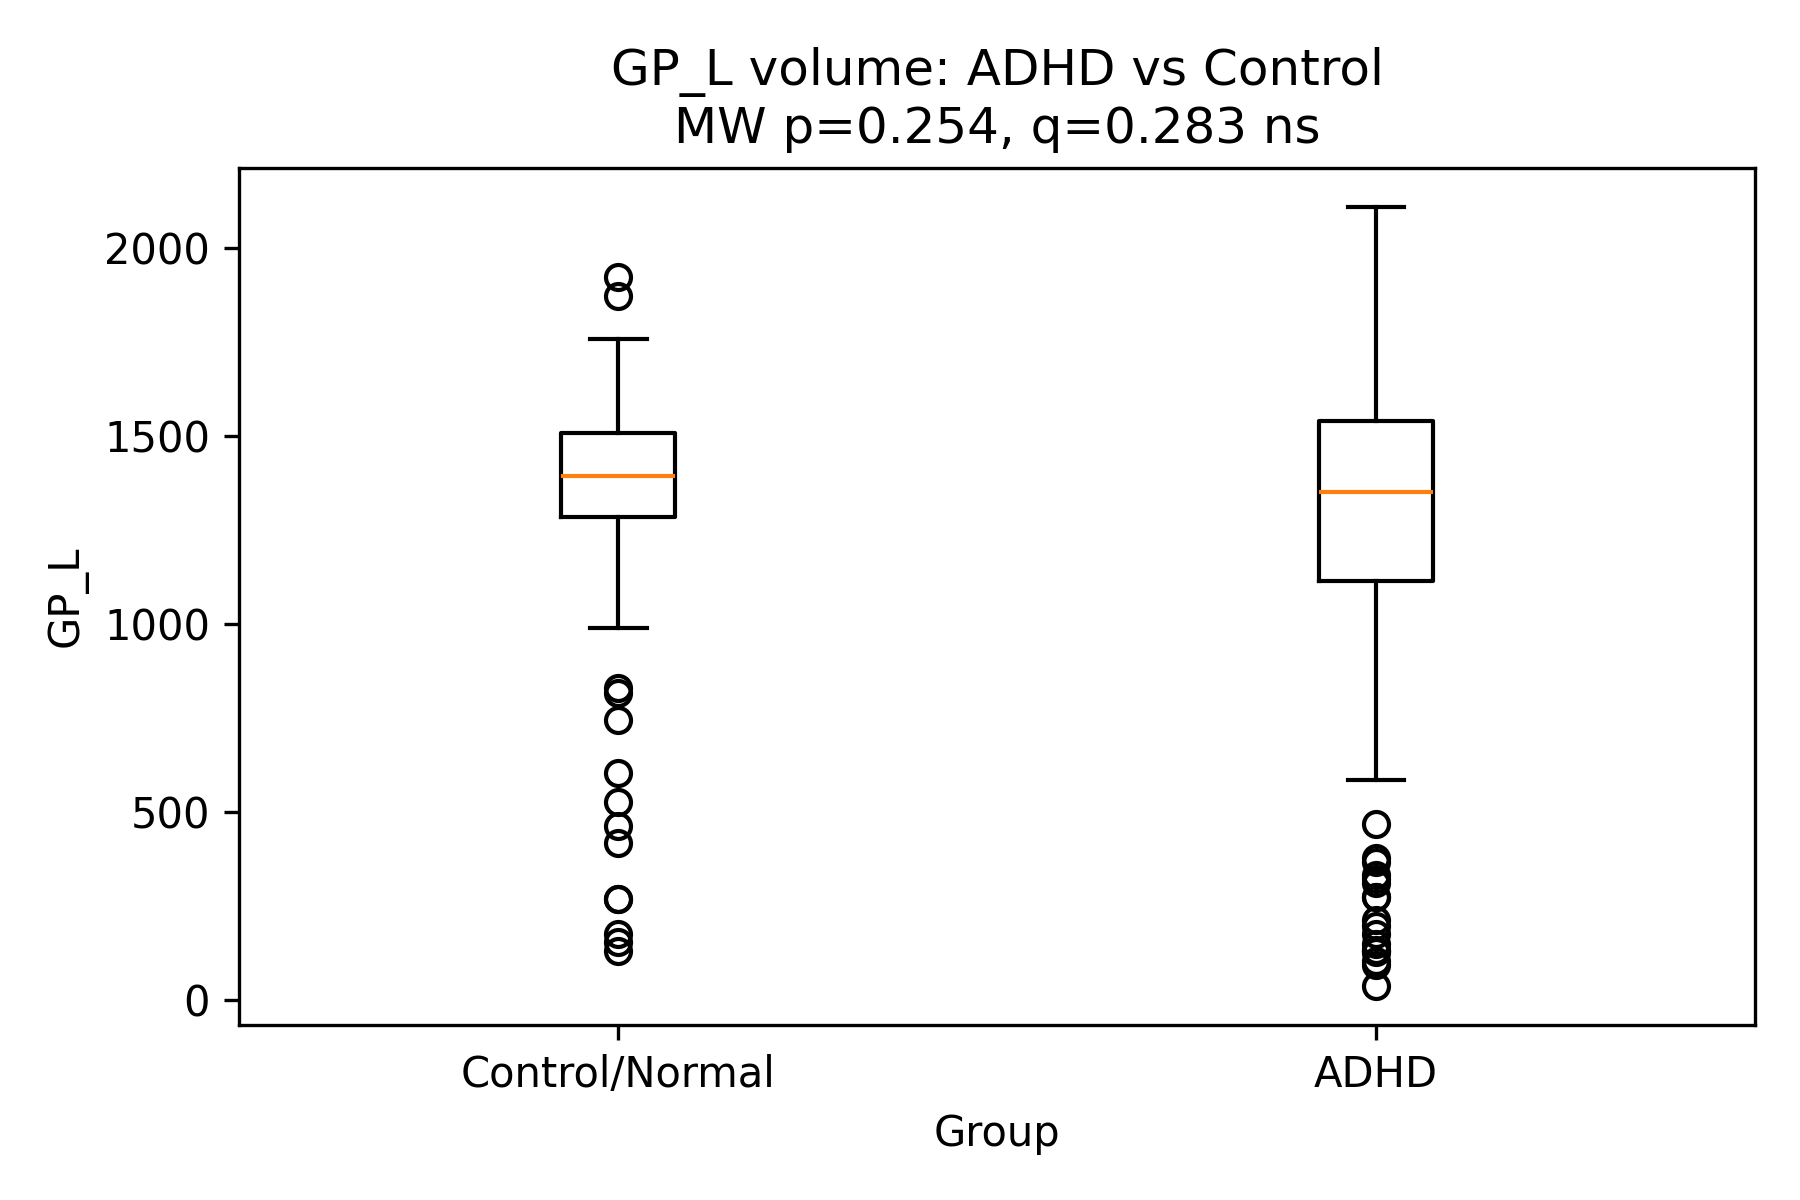 GP_L volume: ADHD vs Control
MW p=0.254, q=0.283 ns
GP_L
2000
1500
1000
500
0
Control/Normal
ADHD
Group